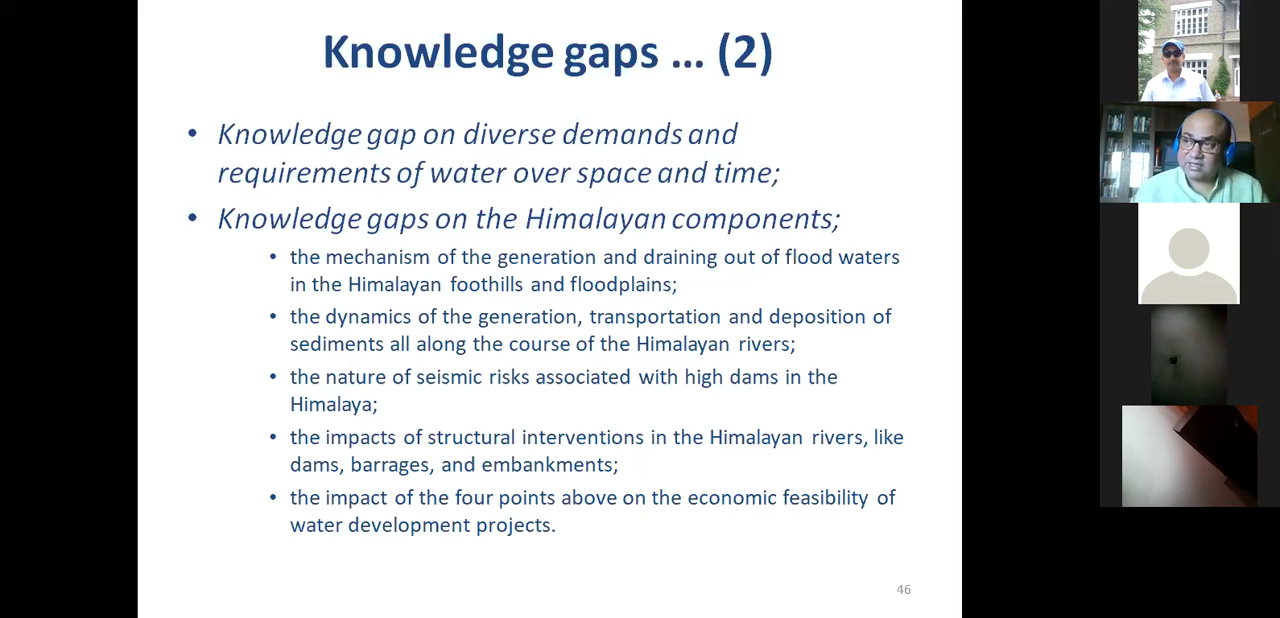 Knowledge gaps ... (2)
• Knowledge gap on diverse demands and
requirements of water over space and time;
• Knowledge gaps on the Himalayan components;
• the mechanism of the generation and draining out of flood waters
in the Himalayan foothills and floodplains;
• the dynamics of the generation, transportation and deposition of
sediments all along the course of the Himalayan rivers;
• the nature of seismic risks associated with high dams in the
Himalaya;
• the impacts of structural interventions in the Himalayan rivers, like
dams, barrages, and embankments;
• the impact of the four points above on the economic feasibility of
water development projects.
46